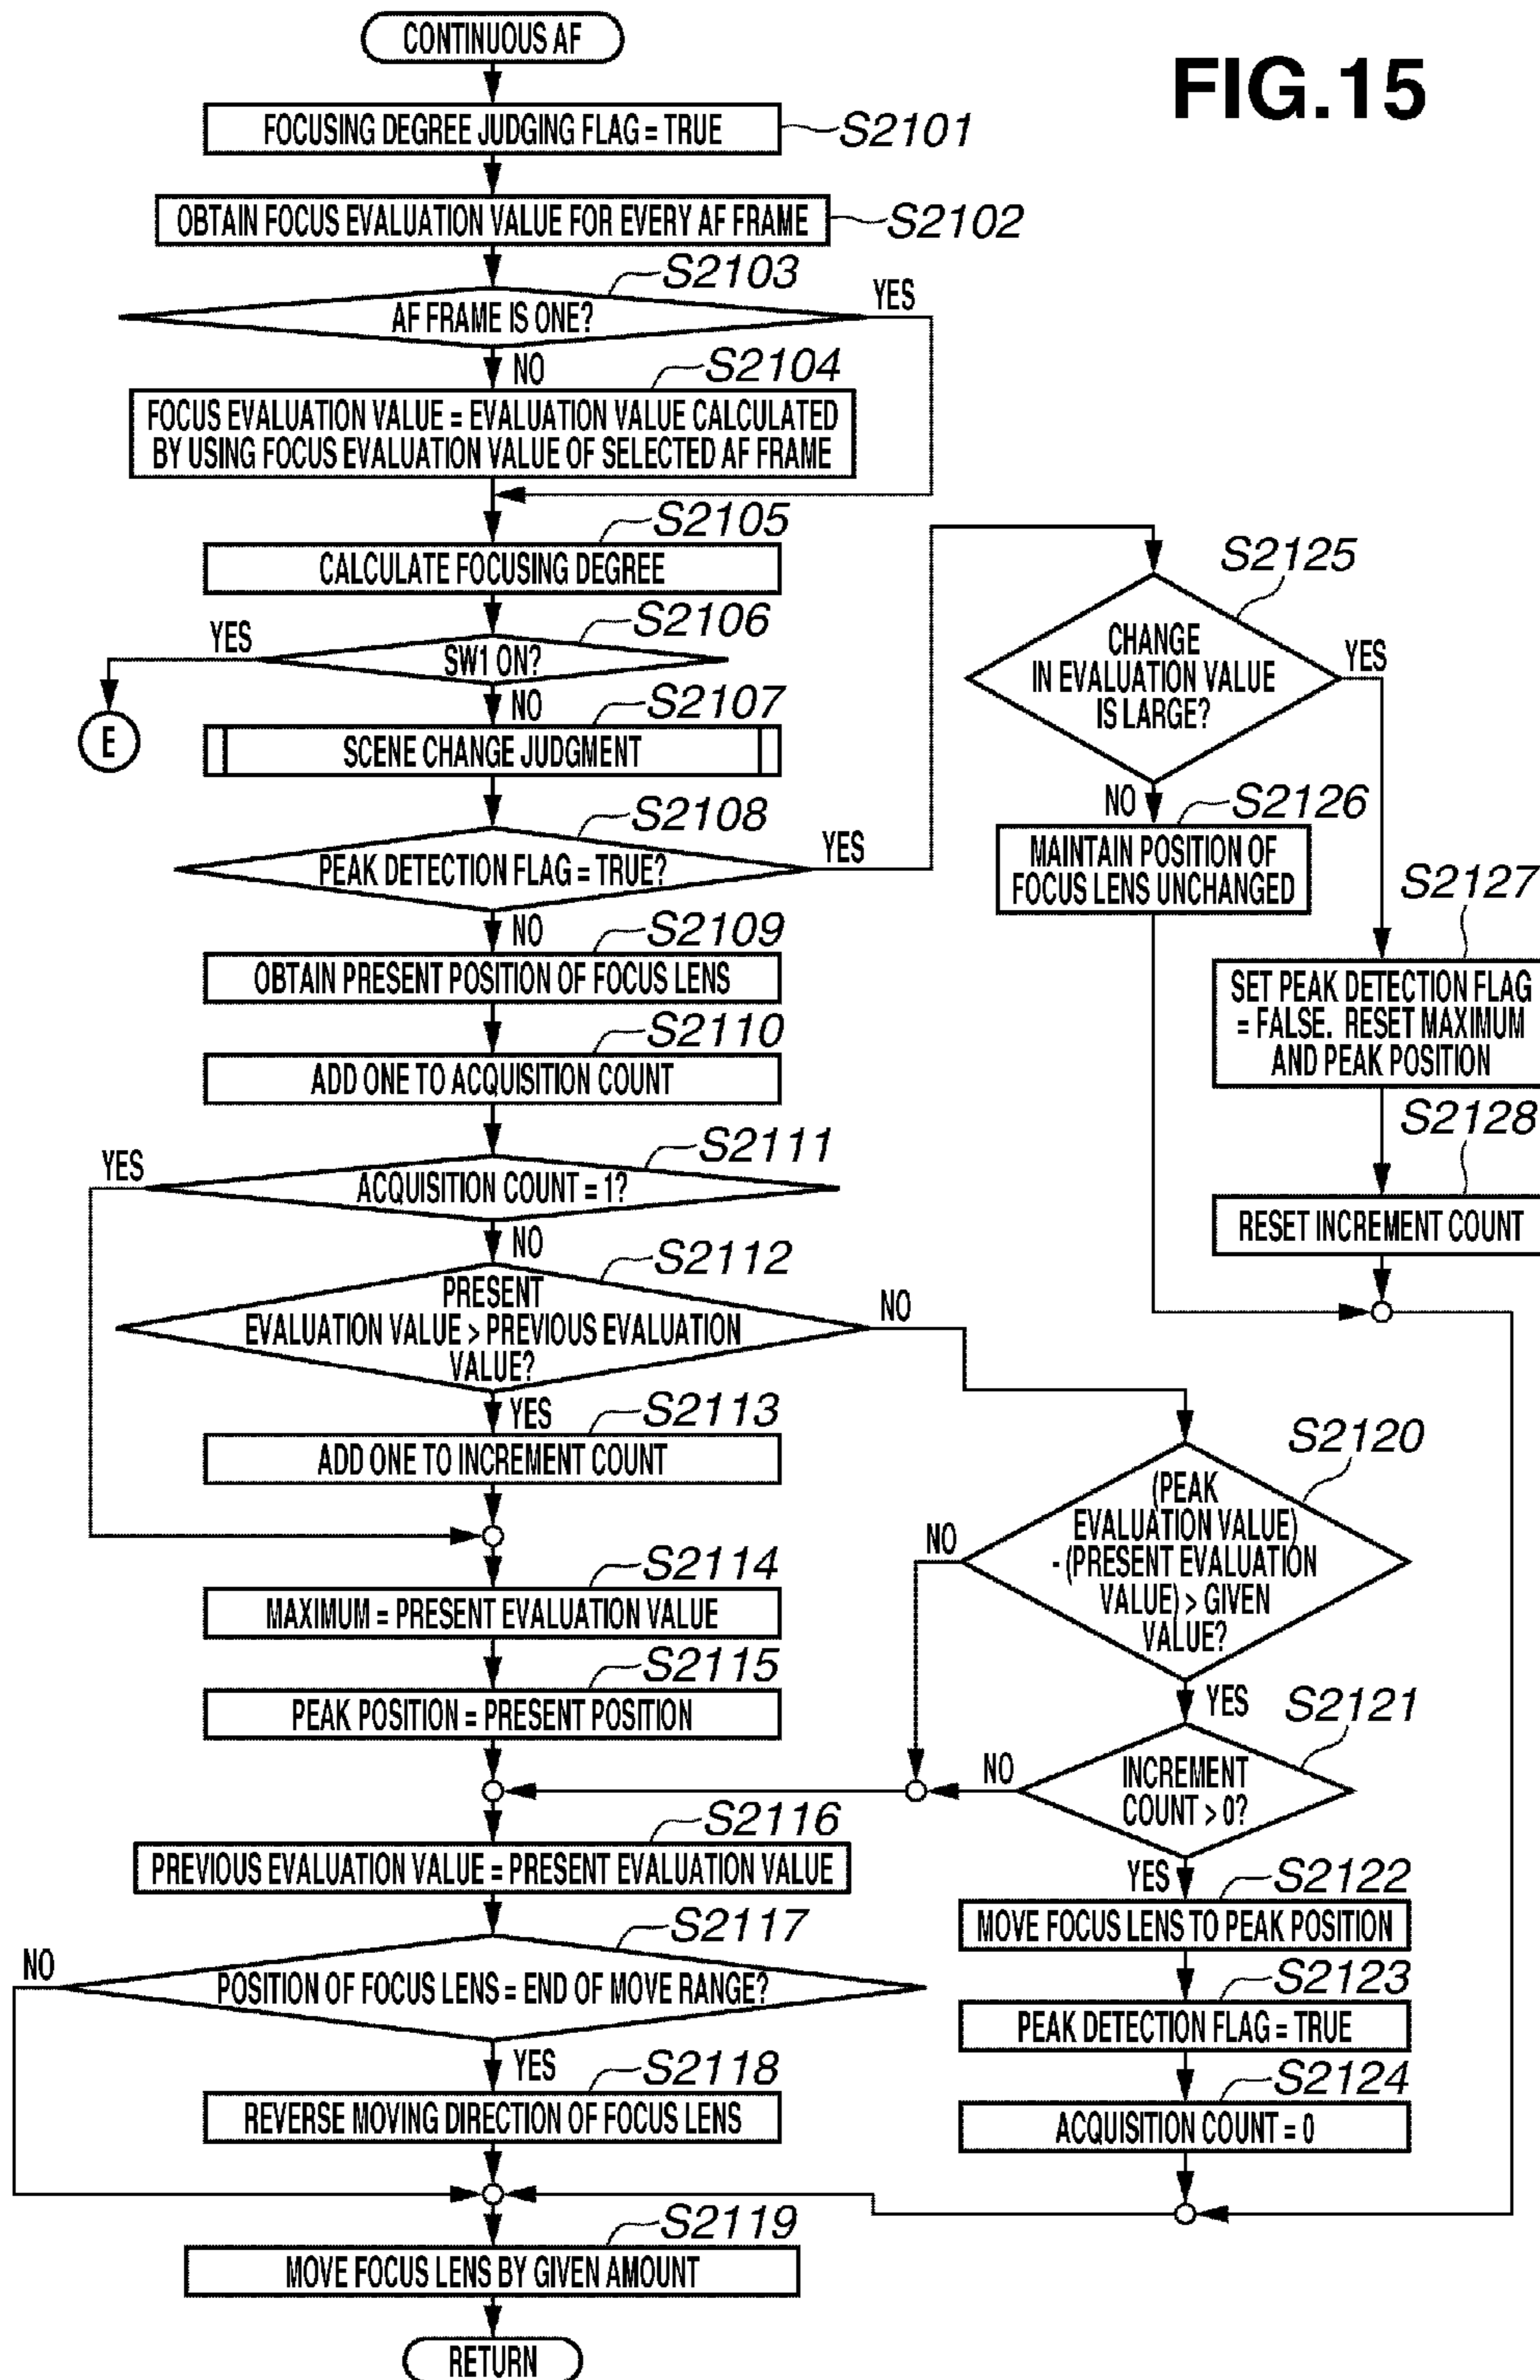 CONTINUOUS AF
FIG.15
FOCUSING DEGREE JUDGING FLAG = TRUE
S2101
OBTAIN FOCUS EVALUATION VALUE FOR EVERY AF FRAME
S2102
S2103
AF FRAME IS ONE?
YES
NO
S2104
FOCUS EVALUATION VALUE = EVALUATION VALUE CALCULATED
BY USING FOCUS EVALUATION VALUE OF SELECTED AF FRAME
S2105
CALCULATE FOCUSING DEGREE
S2106
YES
SW1 ON?
NO
E
S2107
SCENE CHANGE JUDGMENT
S2108
PEAK DETECTION FLAG = TRUE?
YES
NO
S2109
OBTAIN PRESENT POSITION OF FOCUS LENS
S2110
ADD ONE TO ACQUISITION COUNT
S2111
YES
ACQUISITION COUNT = 1?
NO
S2112
PRESENT
EVALUATION VALUE > PREVIOUS EVALUATION
VALUE?
NO
YES
S2113
ADD ONE TO INCREMENT COUNT
S2114
MAXIMUM = PRESENT EVALUATION VALUE
S2115
PEAK POSITION = PRESENT POSITION
S2116
PREVIOUS EVALUATION VALUE = PRESENT EVALUATION VALUE
S2117
NO
POSITION OF FOCUS LENS = END OF MOVE RANGE?
YES
S2118
REVERSE MOVING DIRECTION OF FOCUS LENS
S2119
MOVE FOCUS LENS BY GIVEN AMOUNT
RETURN
S2125
CHANGE
IN EVALUATION VALUE
IS LARGE?
YES
NO
S2126
MAINTAIN POSITION OF
FOCUS LENS UNCHANGED
S2127
SET PEAK DETECTION FLAG
= FALSE. RESET MAXIMUM
AND PEAK POSITION
S2128
RESET INCREMENT COUNT
S2120
(PEAK
EVALUATION VALUE)
- (PRESENT EVALUATION
VALUE) > GIVEN
VALUE?
NO
YES
S2121
INCREMENT
COUNT > 0?
NO
YES
S2122
MOVE FOCUS LENS TO PEAK POSITION
S2123
PEAK DETECTION FLAG = TRUE
S2124
ACQUISITION COUNT = 0